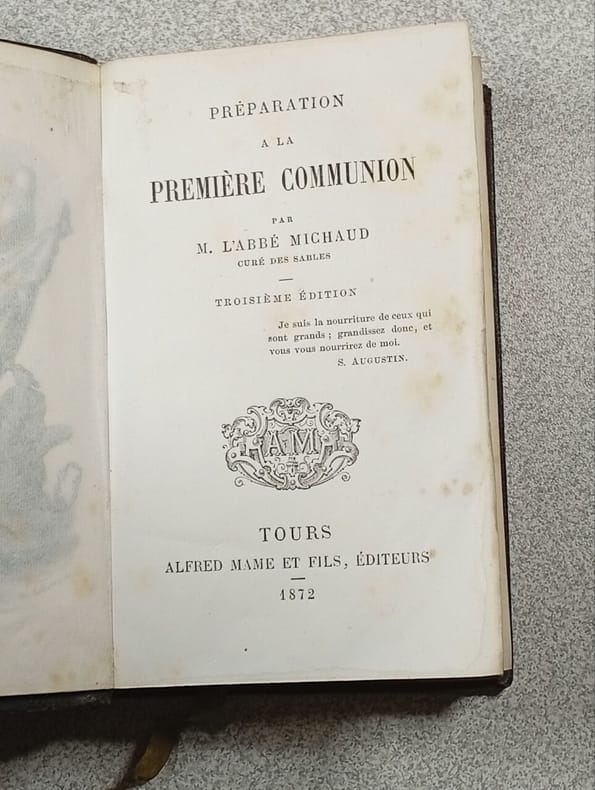 PRÉPARATION
A LA
PREMIÈRE COMMUNION
PAR
M. L'ABBÉ MICHAUD
CURÉ DES SABLES
TROISIÈME ÉDITION
Je suis la nourriture de ceux qui
sont grands ; grandissez donc, et
vous vous nourrirez de moi.
S. AUGUSTIN.
AM
TOURS
ALFRED MAME ET FILS, ÉDITEURS
1872